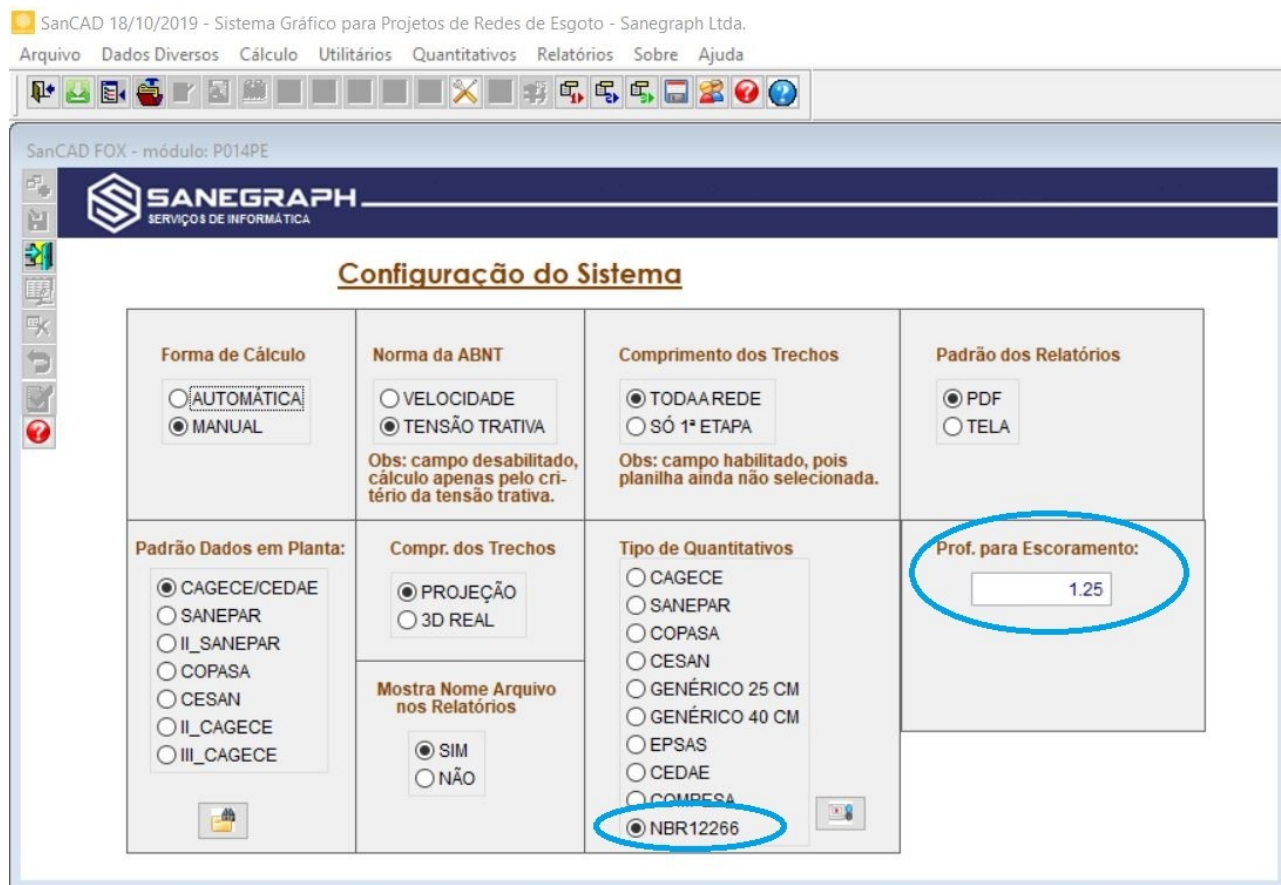 SanCAD 18/10/2019 - Sistema Gráfico para Projetos de Redes de Esgoto - Sanegraph Ltda.
Arquivo Dados Diversos Cálculo Utilitários Quantitativos Relatórios Sobre Ajuda
SanCAD FOX - módulo: P014PE
SANEGRAPH
SERVIÇOS DE INFORMÁTICA
Configuração do Sistema
Forma de Cálculo
AUTOMÁTICA
MANUAL
Norma da ABNT
VELOCIDADE
TENSÃO TRATIVA
Obs: campo desabilitado,
cálculo apenas pelo cri-
tério da tensão trativa.
Comprimento dos Trechos
TODA A REDE
SÓ 1ª ETAPA
Obs: campo habilitado, pois
planilha ainda não selecionada.
Padrão dos Relatórios
PDF
TELA
Padrão Dados em Planta:
CAGECE/CEDAE
SANEPAR
II_SANEPAR
COPASA
CESAN
II_CAGECE
III_CAGECE
Compr. dos Trechos
PROJEÇÃO
3D REAL
Mostra Nome Arquivo
nos Relatórios
SIM
NÃO
Tipo de Quantitativos
CAGECE
SANEPAR
COPASA
CESAN
GENÉRICO 25 CM
GENÉRICO 40 CM
EPSAS
CEDAE
COMPESA
NBR12266
Prof. para Escoramento:
1.25